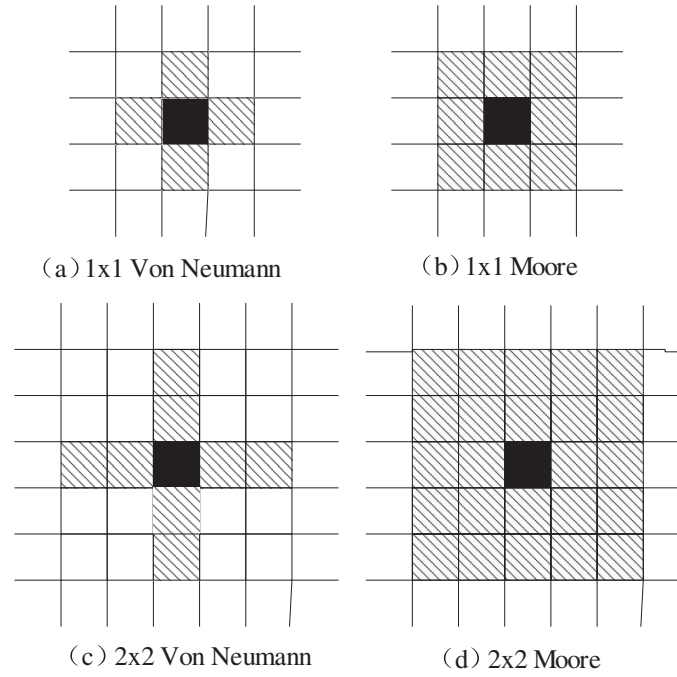 （a）1x1 Von Neumann
（b）1x1 Moore
（c）2x2 Von Neumann
（d）2x2 Moore